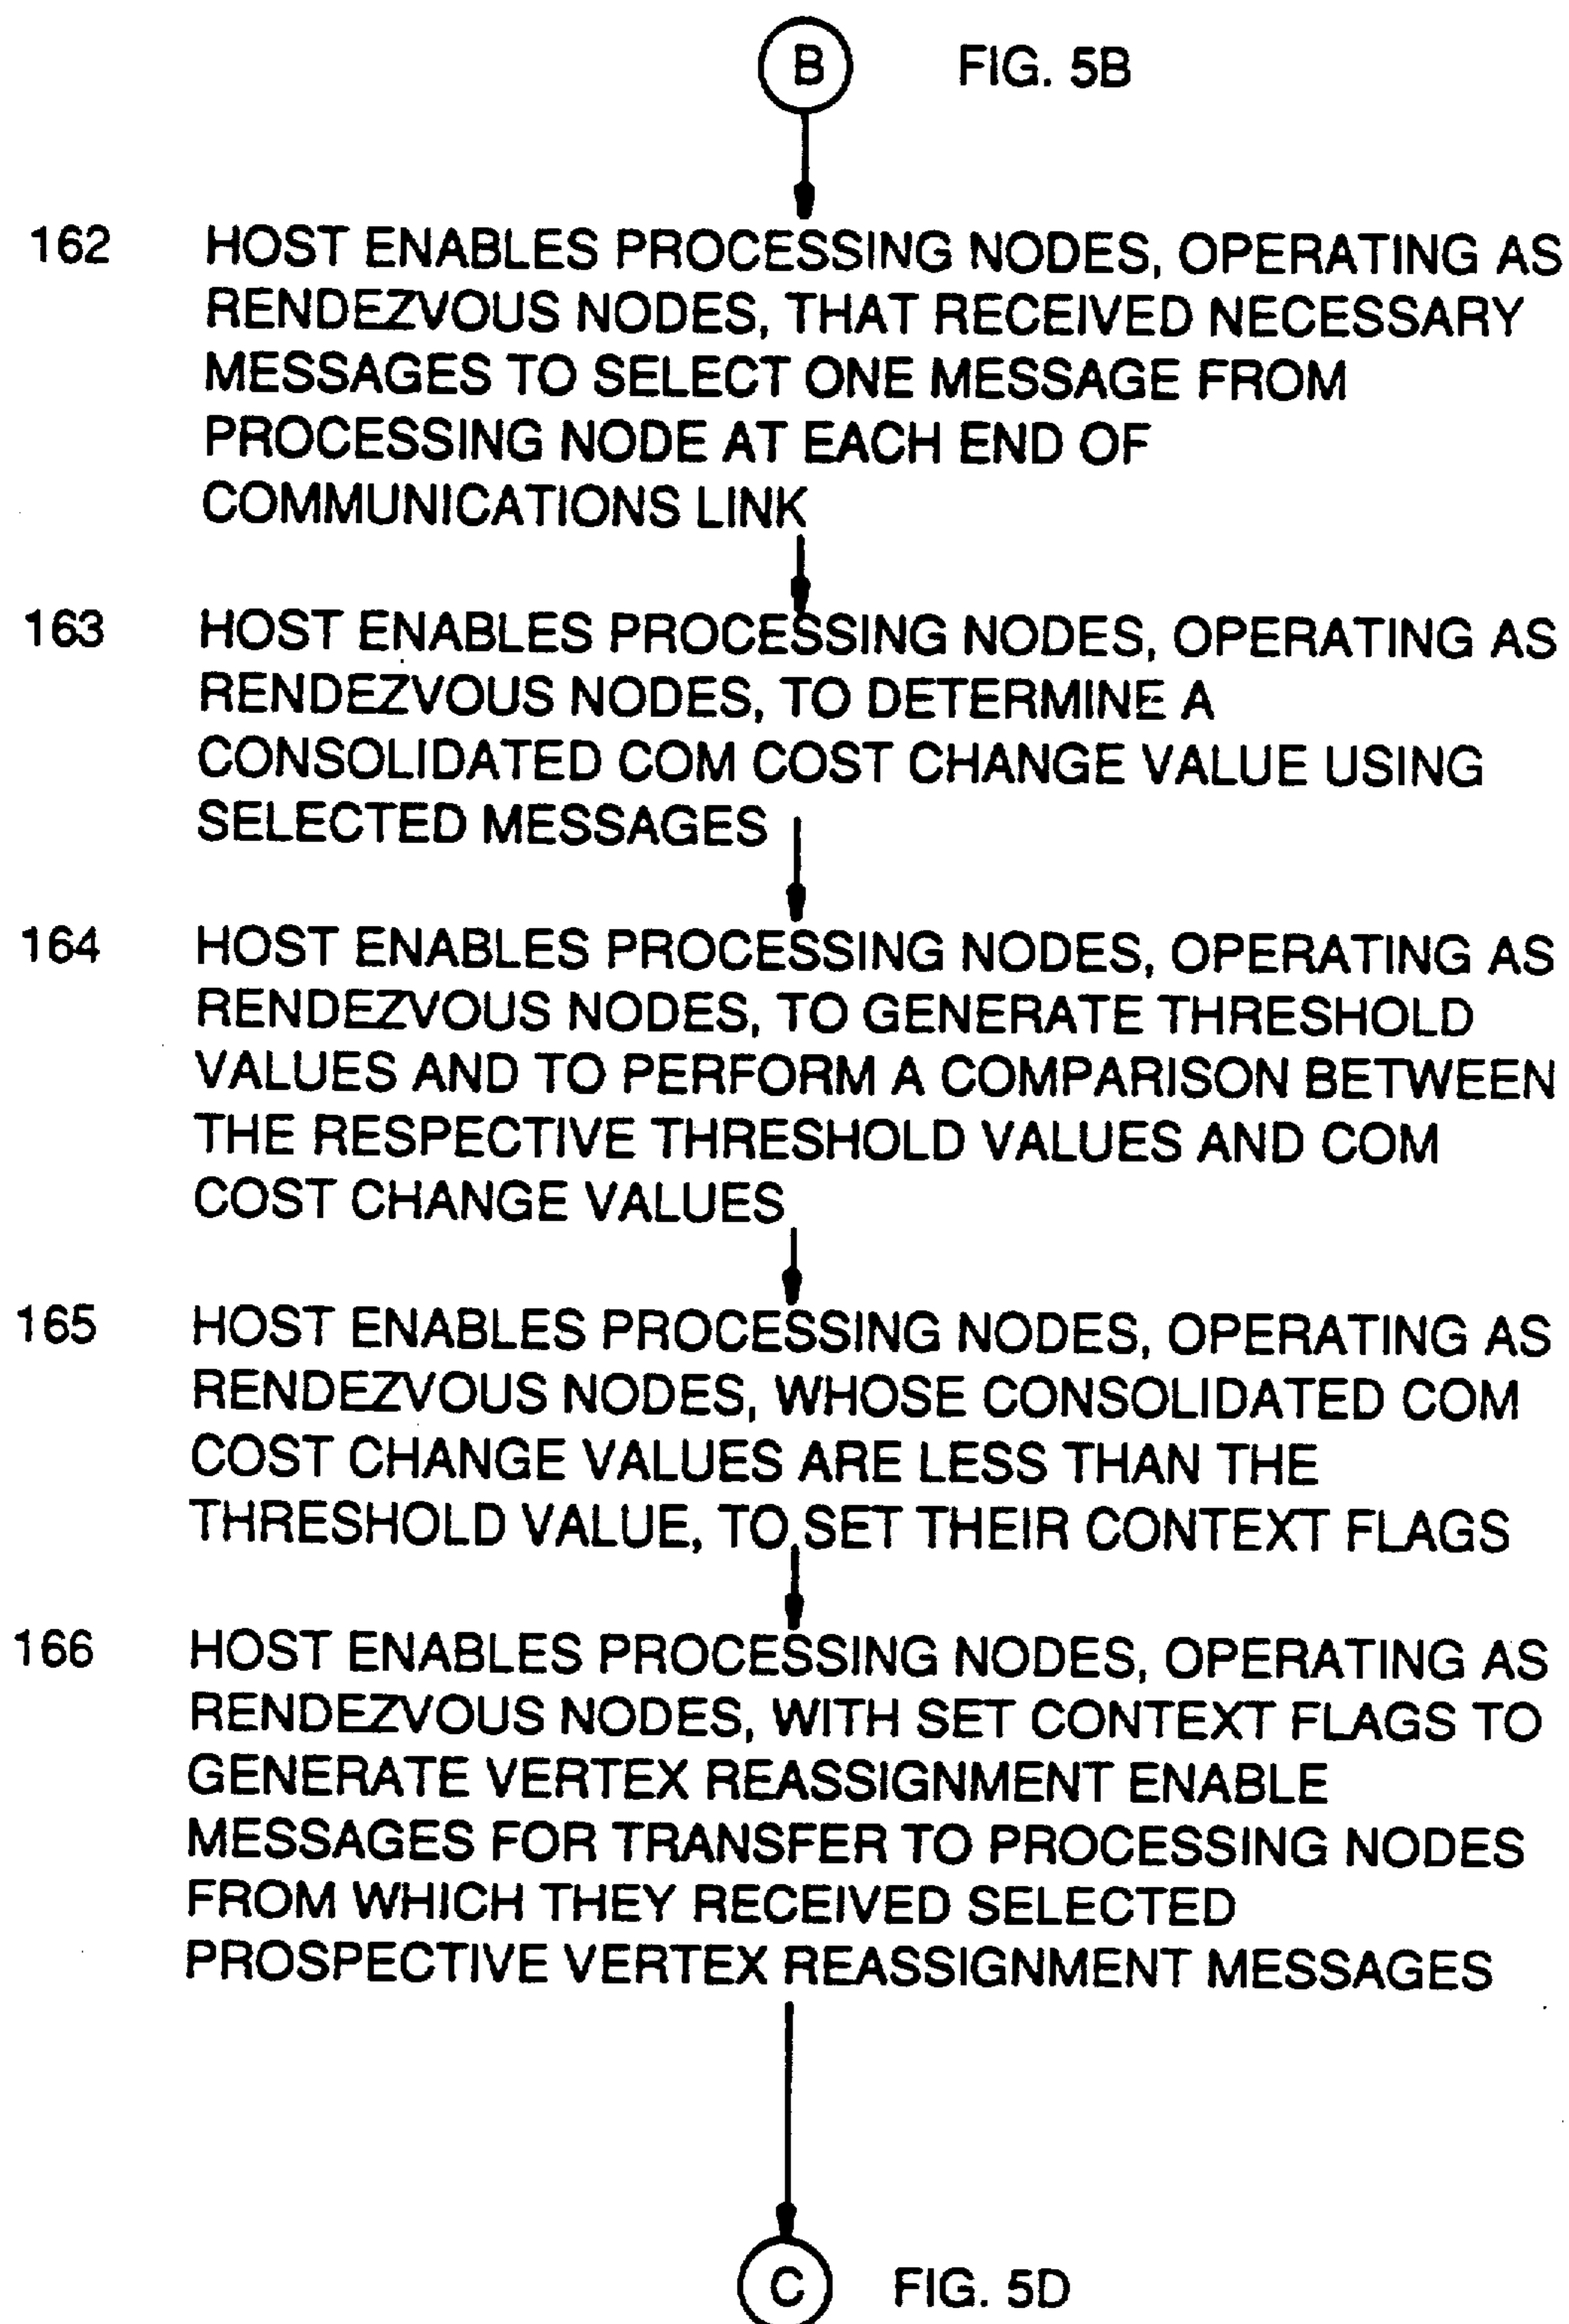 B FIG. 5B
162 HOST ENABLES PROCESSING NODES, OPERATING AS
RENDEZVOUS NODES, THAT RECEIVED NECESSARY
MESSAGES TO SELECT ONE MESSAGE FROM
PROCESSING NODE AT EACH END OF
COMMUNICATIONS LINK
163 HOST ENABLES PROCESSING NODES, OPERATING AS
RENDEZVOUS NODES, TO DETERMINE A
CONSOLIDATED COM COST CHANGE VALUE USING
SELECTED MESSAGES
164 HOST ENABLES PROCESSING NODES, OPERATING AS
RENDEZVOUS NODES, TO GENERATE THRESHOLD
VALUES AND TO PERFORM A COMPARISON BETWEEN
THE RESPECTIVE THRESHOLD VALUES AND COM
COST CHANGE VALUES
165 HOST ENABLES PROCESSING NODES, OPERATING AS
RENDEZVOUS NODES, WHOSE CONSOLIDATED COM
COST CHANGE VALUES ARE LESS THAN THE
THRESHOLD VALUE, TO SET THEIR CONTEXT FLAGS
166 HOST ENABLES PROCESSING NODES, OPERATING AS
RENDEZVOUS NODES, WITH SET CONTEXT FLAGS TO
GENERATE VERTEX REASSIGNMENT ENABLE
MESSAGES FOR TRANSFER TO PROCESSING NODES
FROM WHICH THEY RECEIVED SELECTED
PROSPECTIVE VERTEX REASSIGNMENT MESSAGES
C FIG. 5D